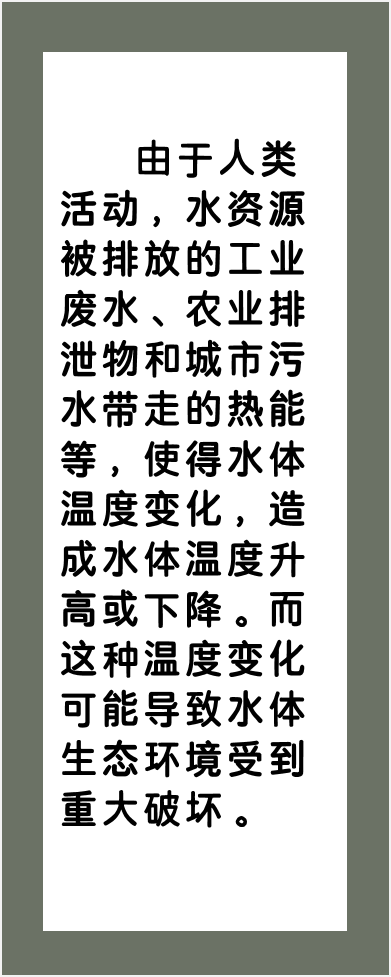 由于人类
活动，水资源
被排放的工业
废水、农业排
泄物和城市污
水带走的热能
等，使得水体
温度变化，造
成水体温度升
高或下降。而
这种温度变化
可能导致水体
生态环境受到
重大破坏。